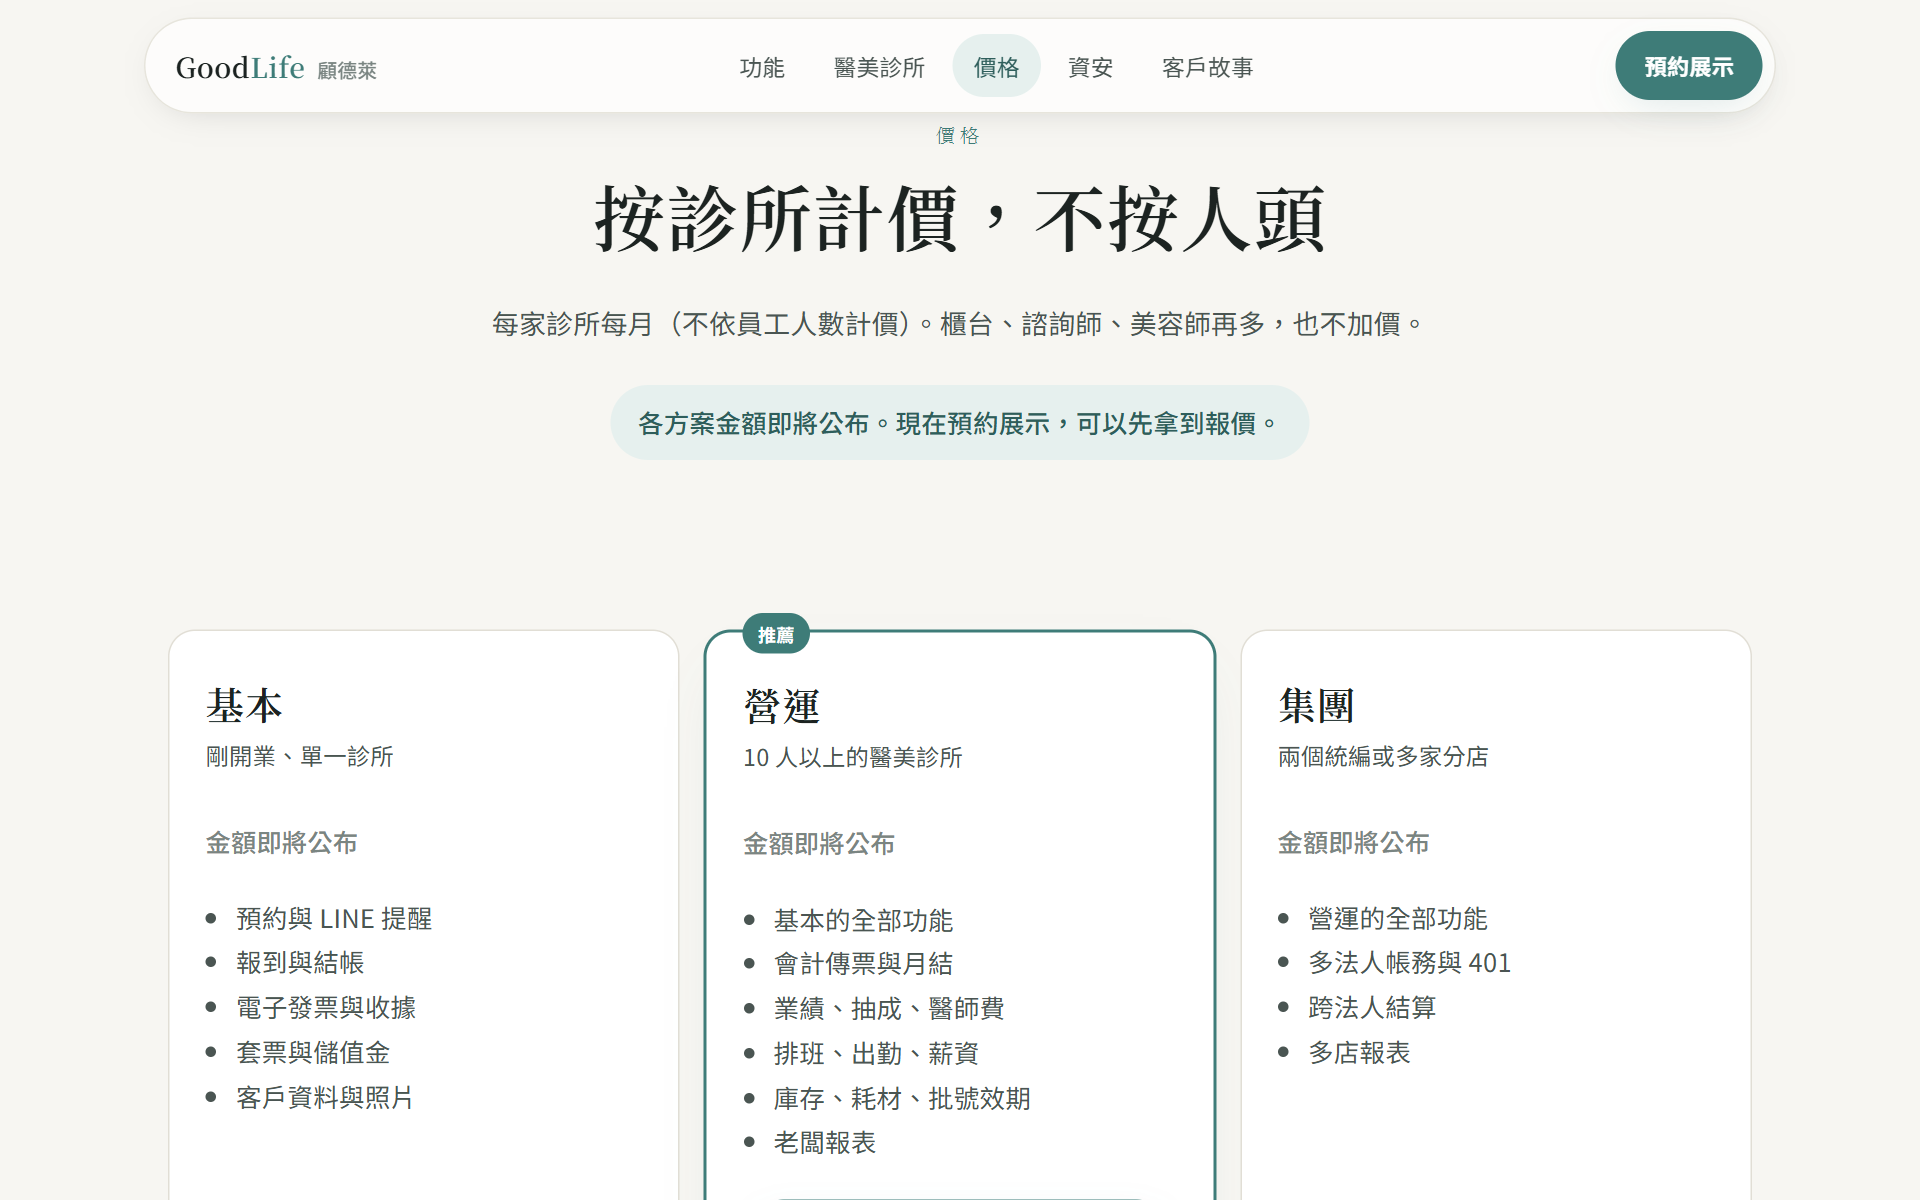 GoodLife 顧德萊
功能
醫美診所
價格
資安
客戶故事
預約展示
價格
按診所計價，不按人頭
每家診所每月（不依員工人數計價）。櫃台、諮詢師、美容師再多，也不加價。
各方案金額即將公布。現在預約展示，可以先拿到報價。
基本
剛開業、單一診所
金額即將公布
預約與 LINE 提醒
報到與結帳
電子發票與收據
套票與儲值金
客戶資料與照片
推薦
營運
10 人以上的醫美診所
金額即將公布
基本的全部功能
會計傳票與月結
業績、抽成、醫師費
排班、出勤、薪資
庫存、耗材、批號效期
老闆報表
集團
兩個統編或多家分店
金額即將公布
營運的全部功能
多法人帳務與 401
跨法人結算
多店報表